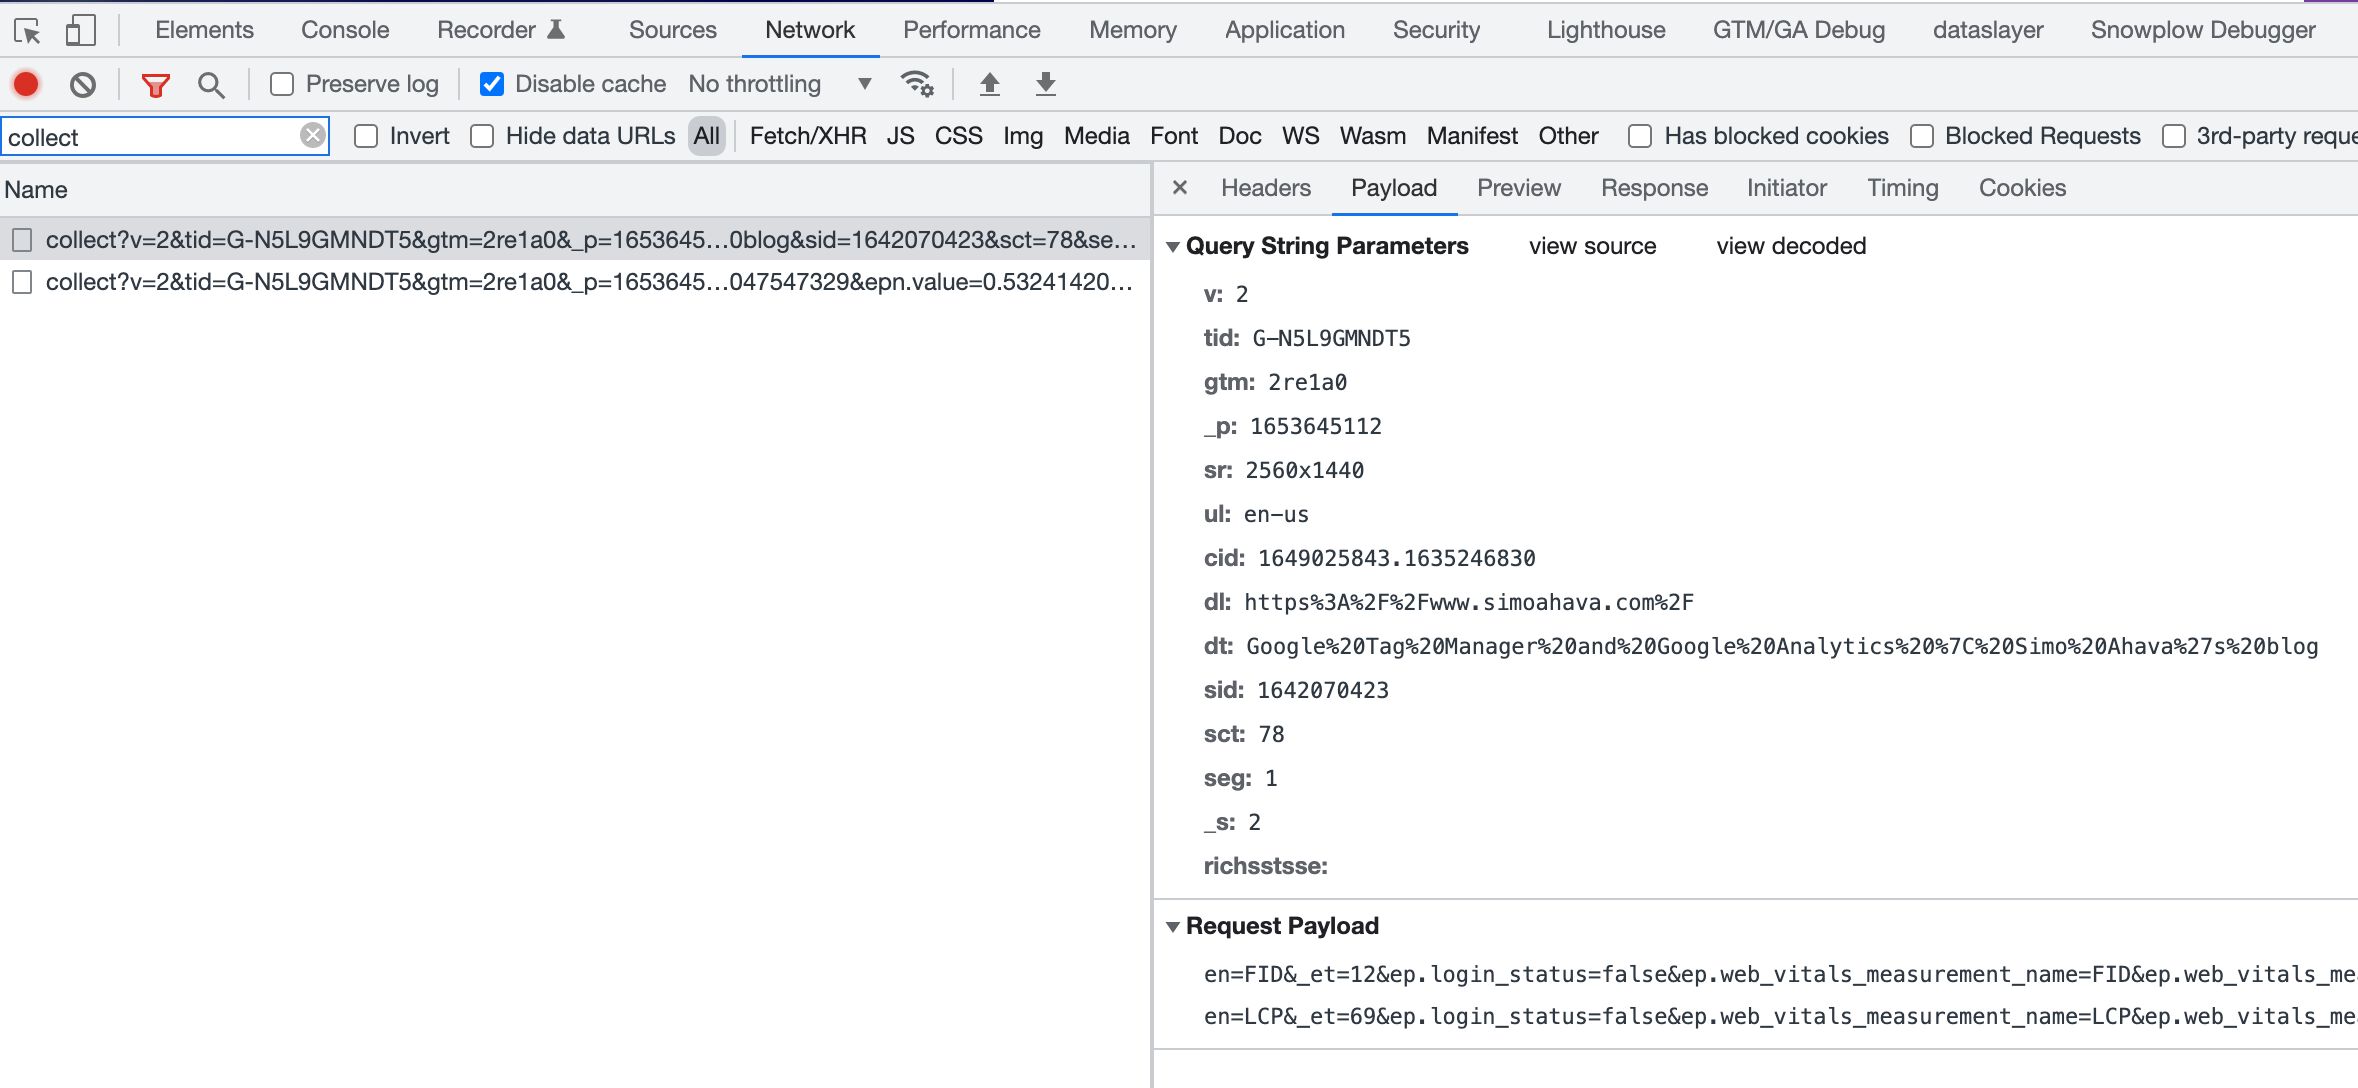 Elements Console Recorder Sources Network Performance Memory Application Security Lighthouse GTM/GA Debug dataslayer Snowplow Debugger
Preserve log Disable cache No throttling
collect Invert Hide data URLs All Fetch/XHR JS CSS Img Media Font Doc WS Wasm Manifest Other Has blocked cookies Blocked Requests 3rd-party reque
Name
collect?v=2&tid=G-N5L9GMNDT5&gtm=2re1a0&_p=1653645…0blog&sid=1642070423&sct=78&se…
collect?v=2&tid=G-N5L9GMNDT5&gtm=2re1a0&_p=1653645…047547329&epn.value=0.53241420…
Headers Payload Preview Response Initiator Timing Cookies
Query String Parameters view source view decoded
v: 2
tid: G-N5L9GMNDT5
gtm: 2re1a0
_p: 1653645112
sr: 2560x1440
ul: en-us
cid: 1649025843.1635246830
dl: https%3A%2F%2Fwww.simoahava.com%2F
dt: Google%20Tag%20Manager%20and%20Google%20Analytics%20%7C%20Simo%20Ahava%27s%20blog
sid: 1642070423
sct: 78
seg: 1
_s: 2
richsstsse:
Request Payload
en=FID&_et=12&ep.login_status=false&ep.web_vitals_measurement_name=FID&ep.web_vitals_me
en=LCP&_et=69&ep.login_status=false&ep.web_vitals_measurement_name=LCP&ep.web_vitals_me